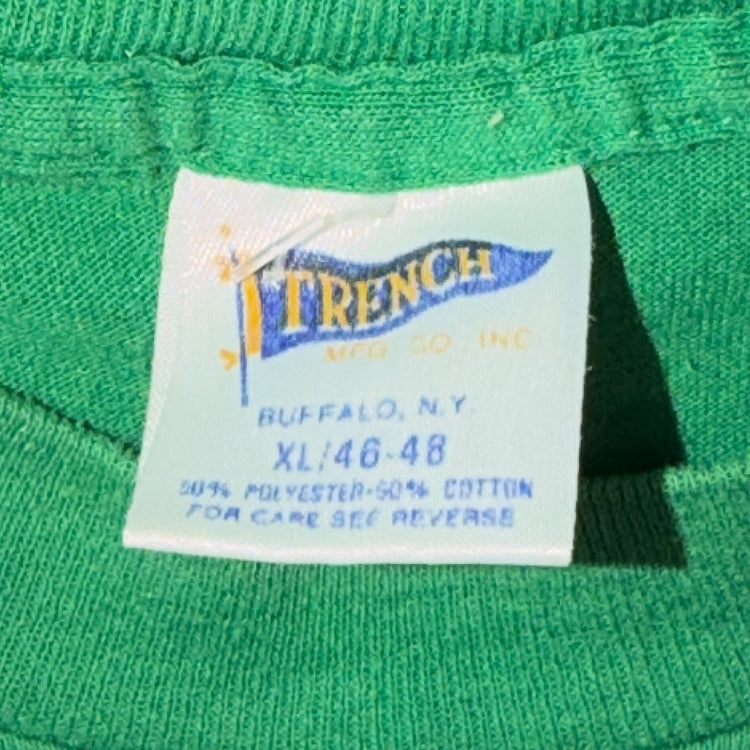 TRENCH
MFG CO. INC.
BUFFALO, N.Y.
XL/46-48
50% POLYESTER-50% COTTON
FOR CARE SEE REVERSE